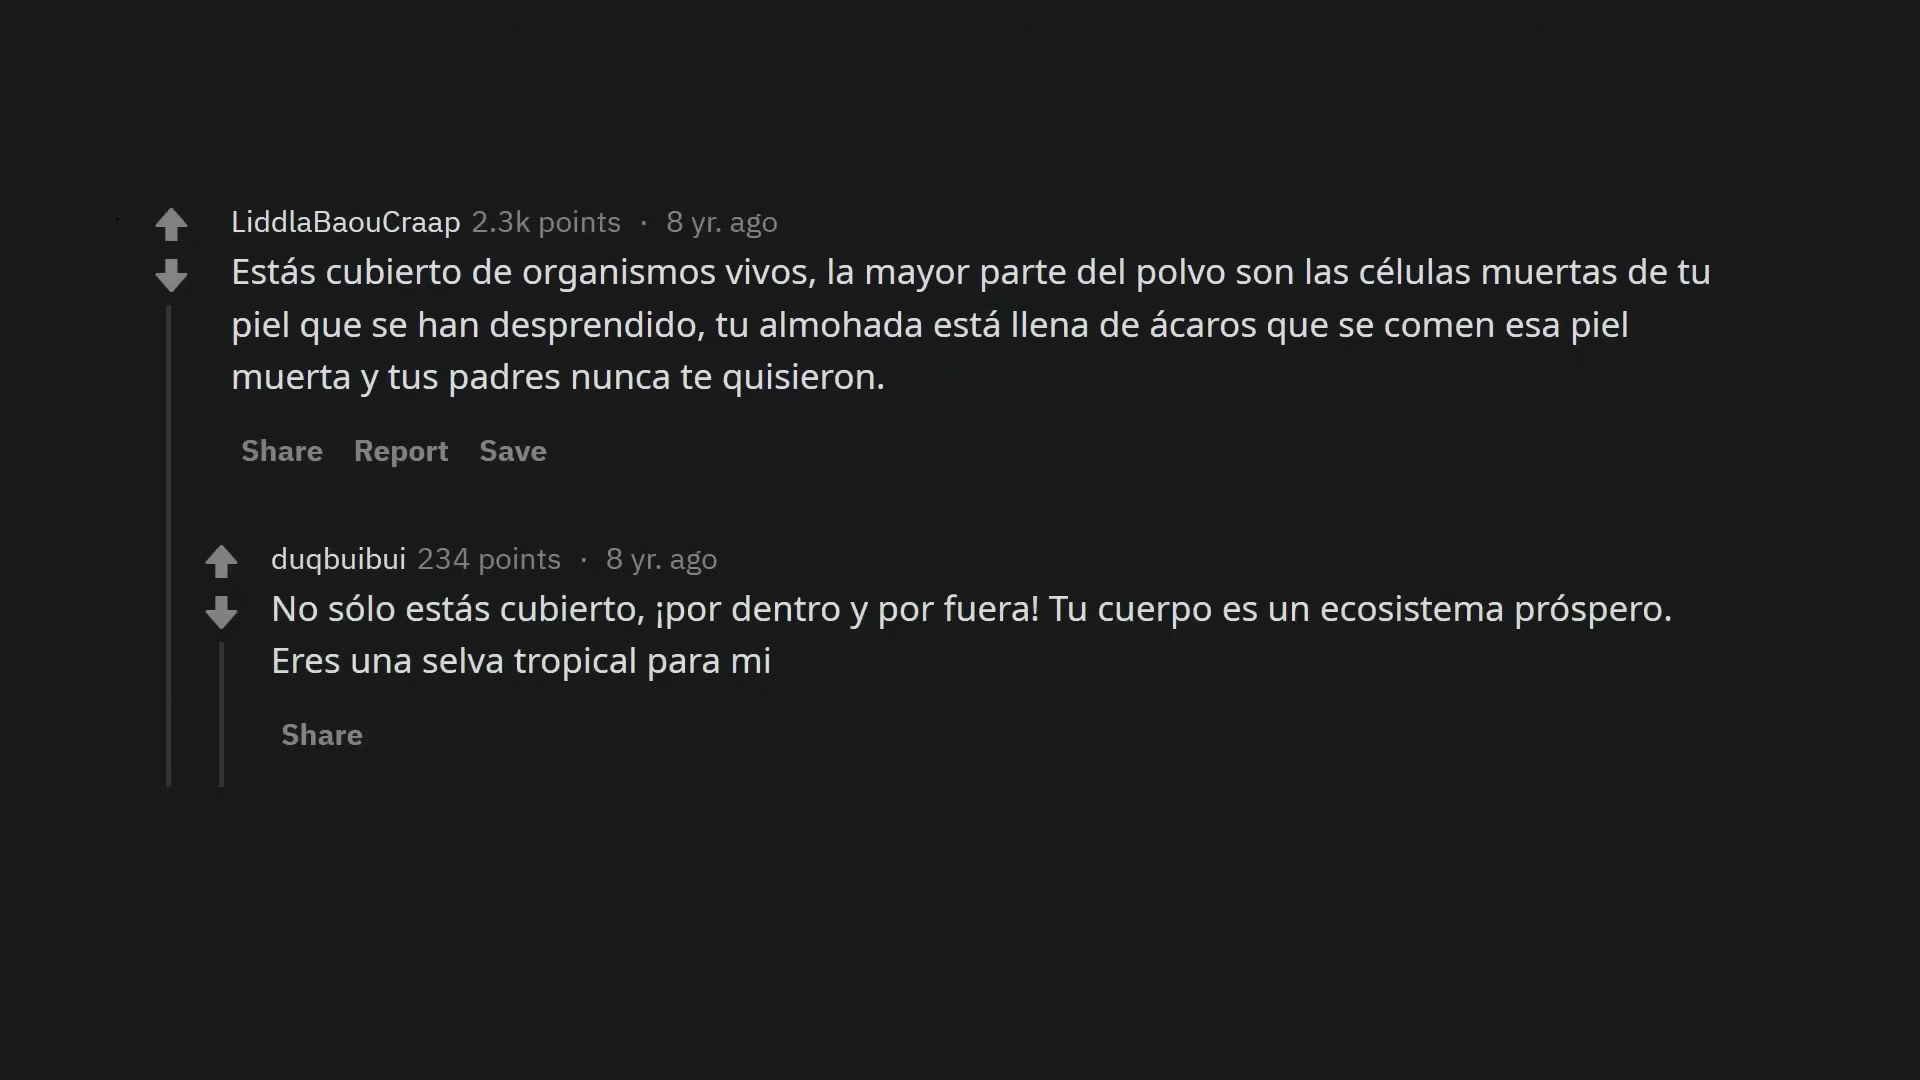 LiddlaBaouCraap 2.3k points · 8 yr. ago
Estás cubierto de organismos vivos, la mayor parte del polvo son las células muertas de tu
piel que se han desprendido, tu almohada está llena de ácaros que se comen esa piel
muerta y tus padres nunca te quisieron.
Share Report Save
duqbuibui 234 points · 8 yr. ago
No sólo estás cubierto, ¡por dentro y por fuera! Tu cuerpo es un ecosistema próspero.
Eres una selva tropical para mi
Share